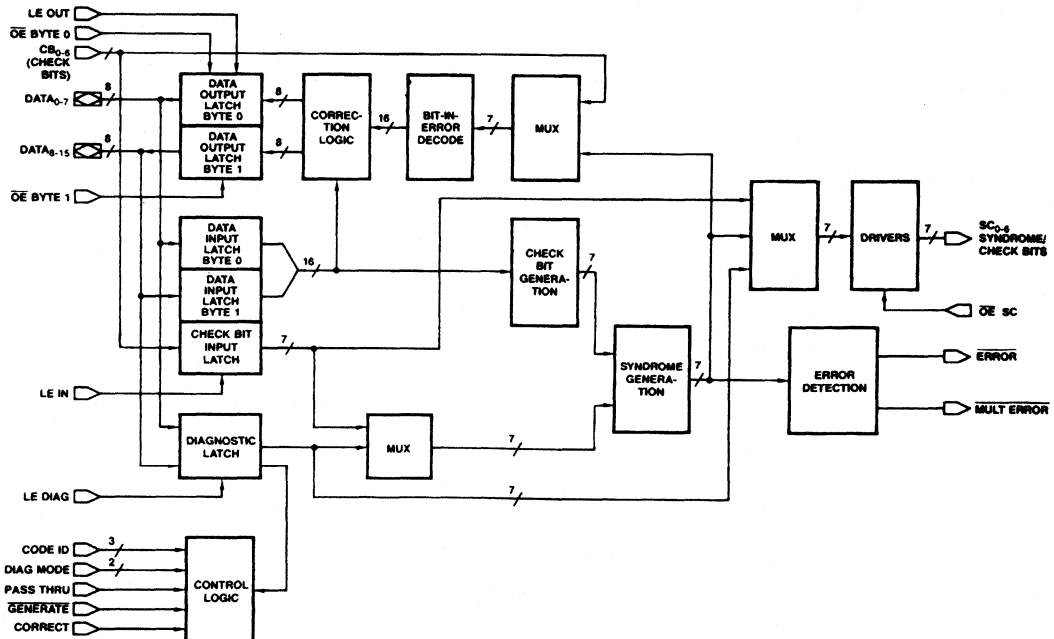 LE OUT
OE BYTE 0
CB0-6
(CHECK
BITS)
DATA0-7
8
DATA8-15
8
OE BYTE 1
DATA
OUTPUT
LATCH
BYTE 0
DATA
OUTPUT
LATCH
BYTE 1
8
8
CORREC-
TION
LOGIC
16
BIT-IN-
ERROR
DECODE
7
MUX
DATA
INPUT
LATCH
BYTE 0
DATA
INPUT
LATCH
BYTE 1
16
CHECK BIT
INPUT
LATCH
7
LE IN
CHECK
BIT
GENERA-
TION
7
MUX
7
DRIVERS
7
SC0-6
SYNDROME/
CHECK BITS
OE SC
SYNDROME
GENERA-
TION
7
ERROR
DETECTION
ERROR
MULT ERROR
DIAGNOSTIC
LATCH
MUX
7
7
LE DIAG
CODE ID
3
DIAG MODE
2
PASS THRU
GENERATE
CORRECT
CONTROL
LOGIC